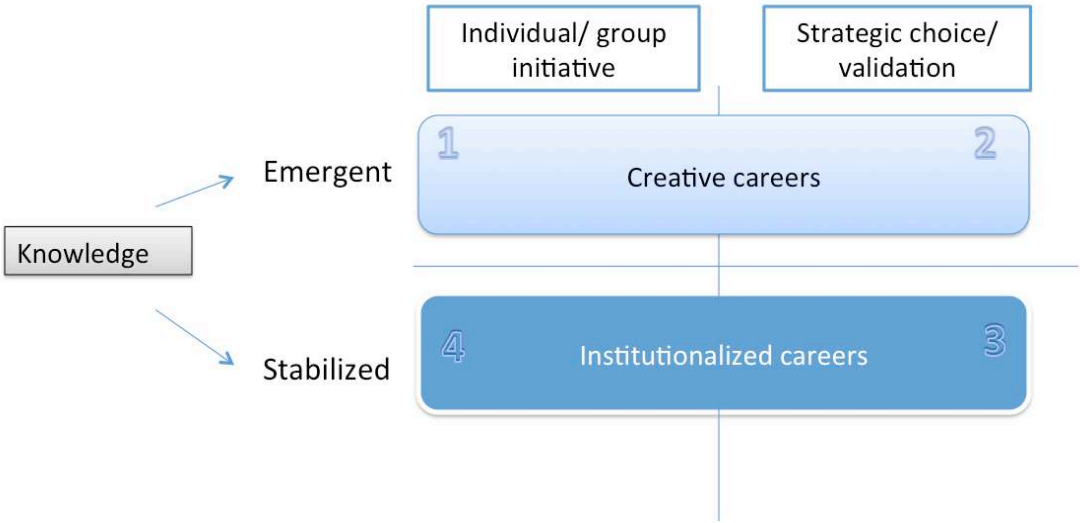 Individual/ group
initiative
Strategic choice/
validation
1
2
Emergent
Creative careers
Knowledge
4
3
Institutionalized careers
Stabilized